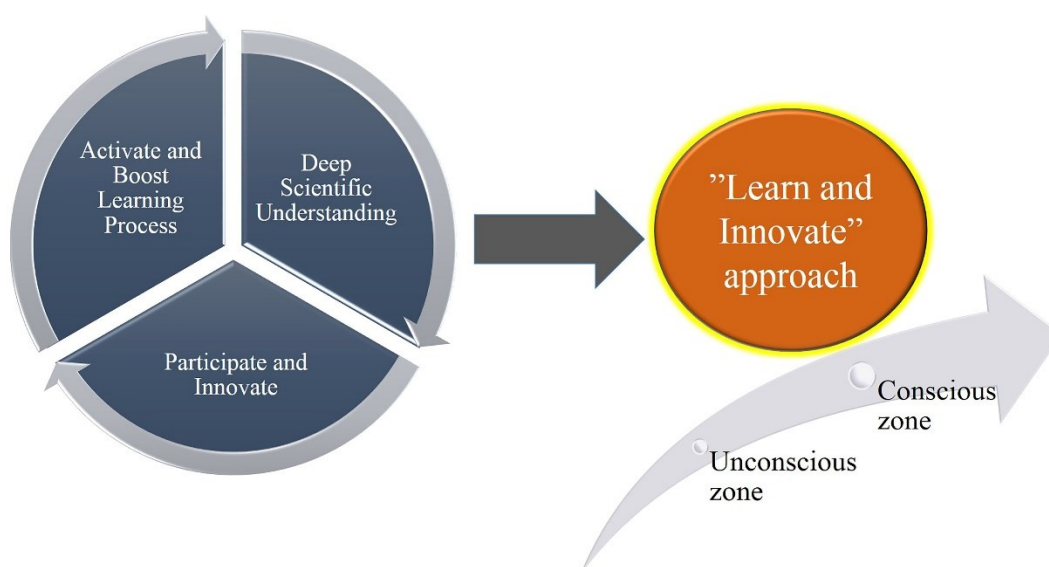 Activate and
Boost
Learning
Process
Deep
Scientific
Understanding
Participate and
Innovate
”Learn and
Innovate”
approach
Conscious
zone
Unconscious
zone